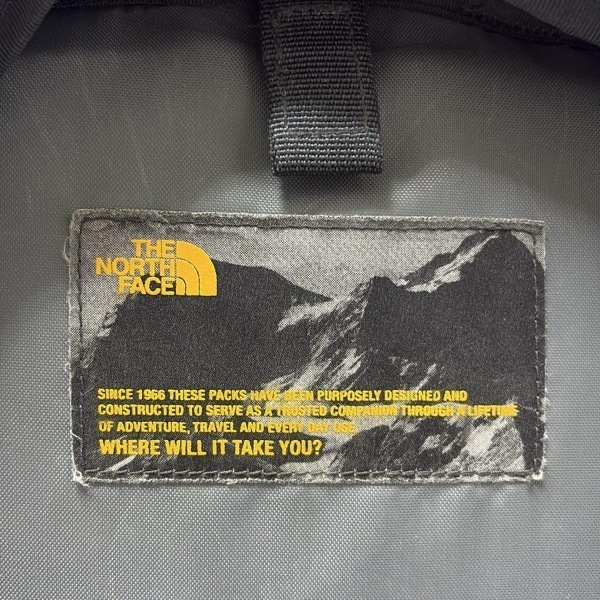 THE
NORTH
FACE
SINCE 1966 THESE PACKS HAVE BEEN PURPOSELY DESIGNED AND
CONSTRUCTED TO SERVE AS A TRUSTED COMPANION THROUGH A LIFETIME
OF ADVENTURE, TRAVEL AND EVERY DAY USE.
WHERE WILL IT TAKE YOU?